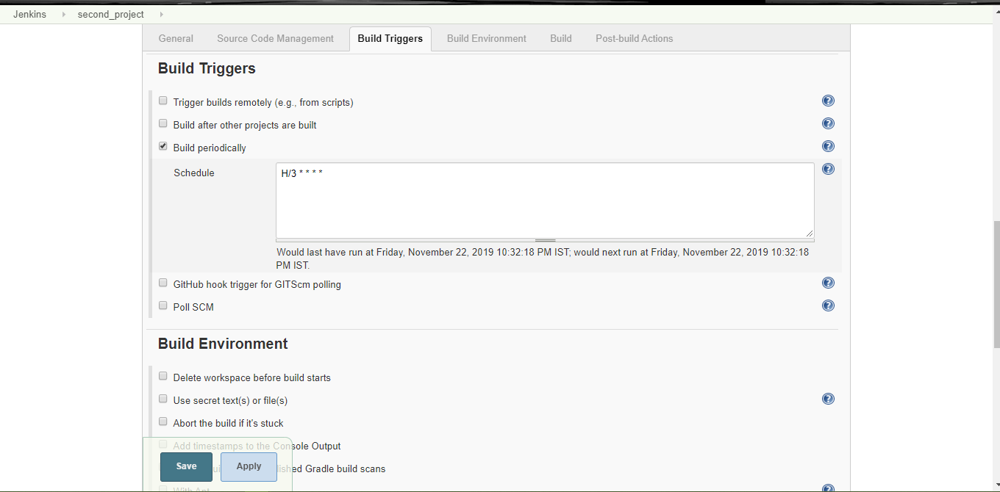 Jenkins second_project
General Source Code Management Build Triggers Build Environment Build Post-build Actions
Build Triggers
Trigger builds remotely (e.g., from scripts)
Build after other projects are built
Build periodically
Schedule H/3 * * * *
Would last have run at Friday, November 22, 2019 10:32:18 PM IST; would next run at Friday, November 22, 2019 10:32:18
PM IST.
GitHub hook trigger for GITScm polling
Poll SCM
Build Environment
Delete workspace before build starts
Use secret text(s) or file(s)
Abort the build if it's stuck
Add timestamps to the Console Output
Save Apply
Gradle build scans
With Ant